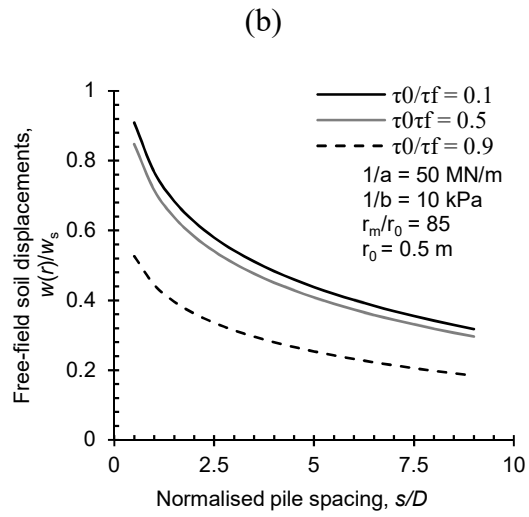 (b)
Free-field soil displacements,
w(r)/wₛ
1
0.8
0.6
0.4
0.2
0
τ0/τf = 0.1
τ0τf = 0.5
τ0/τf = 0.9
1/a = 50 MN/m
1/b = 10 kPa
rₘ/r₀ = 85
r₀ = 0.5 m
0 2.5 5 7.5 10
Normalised pile spacing, s/D